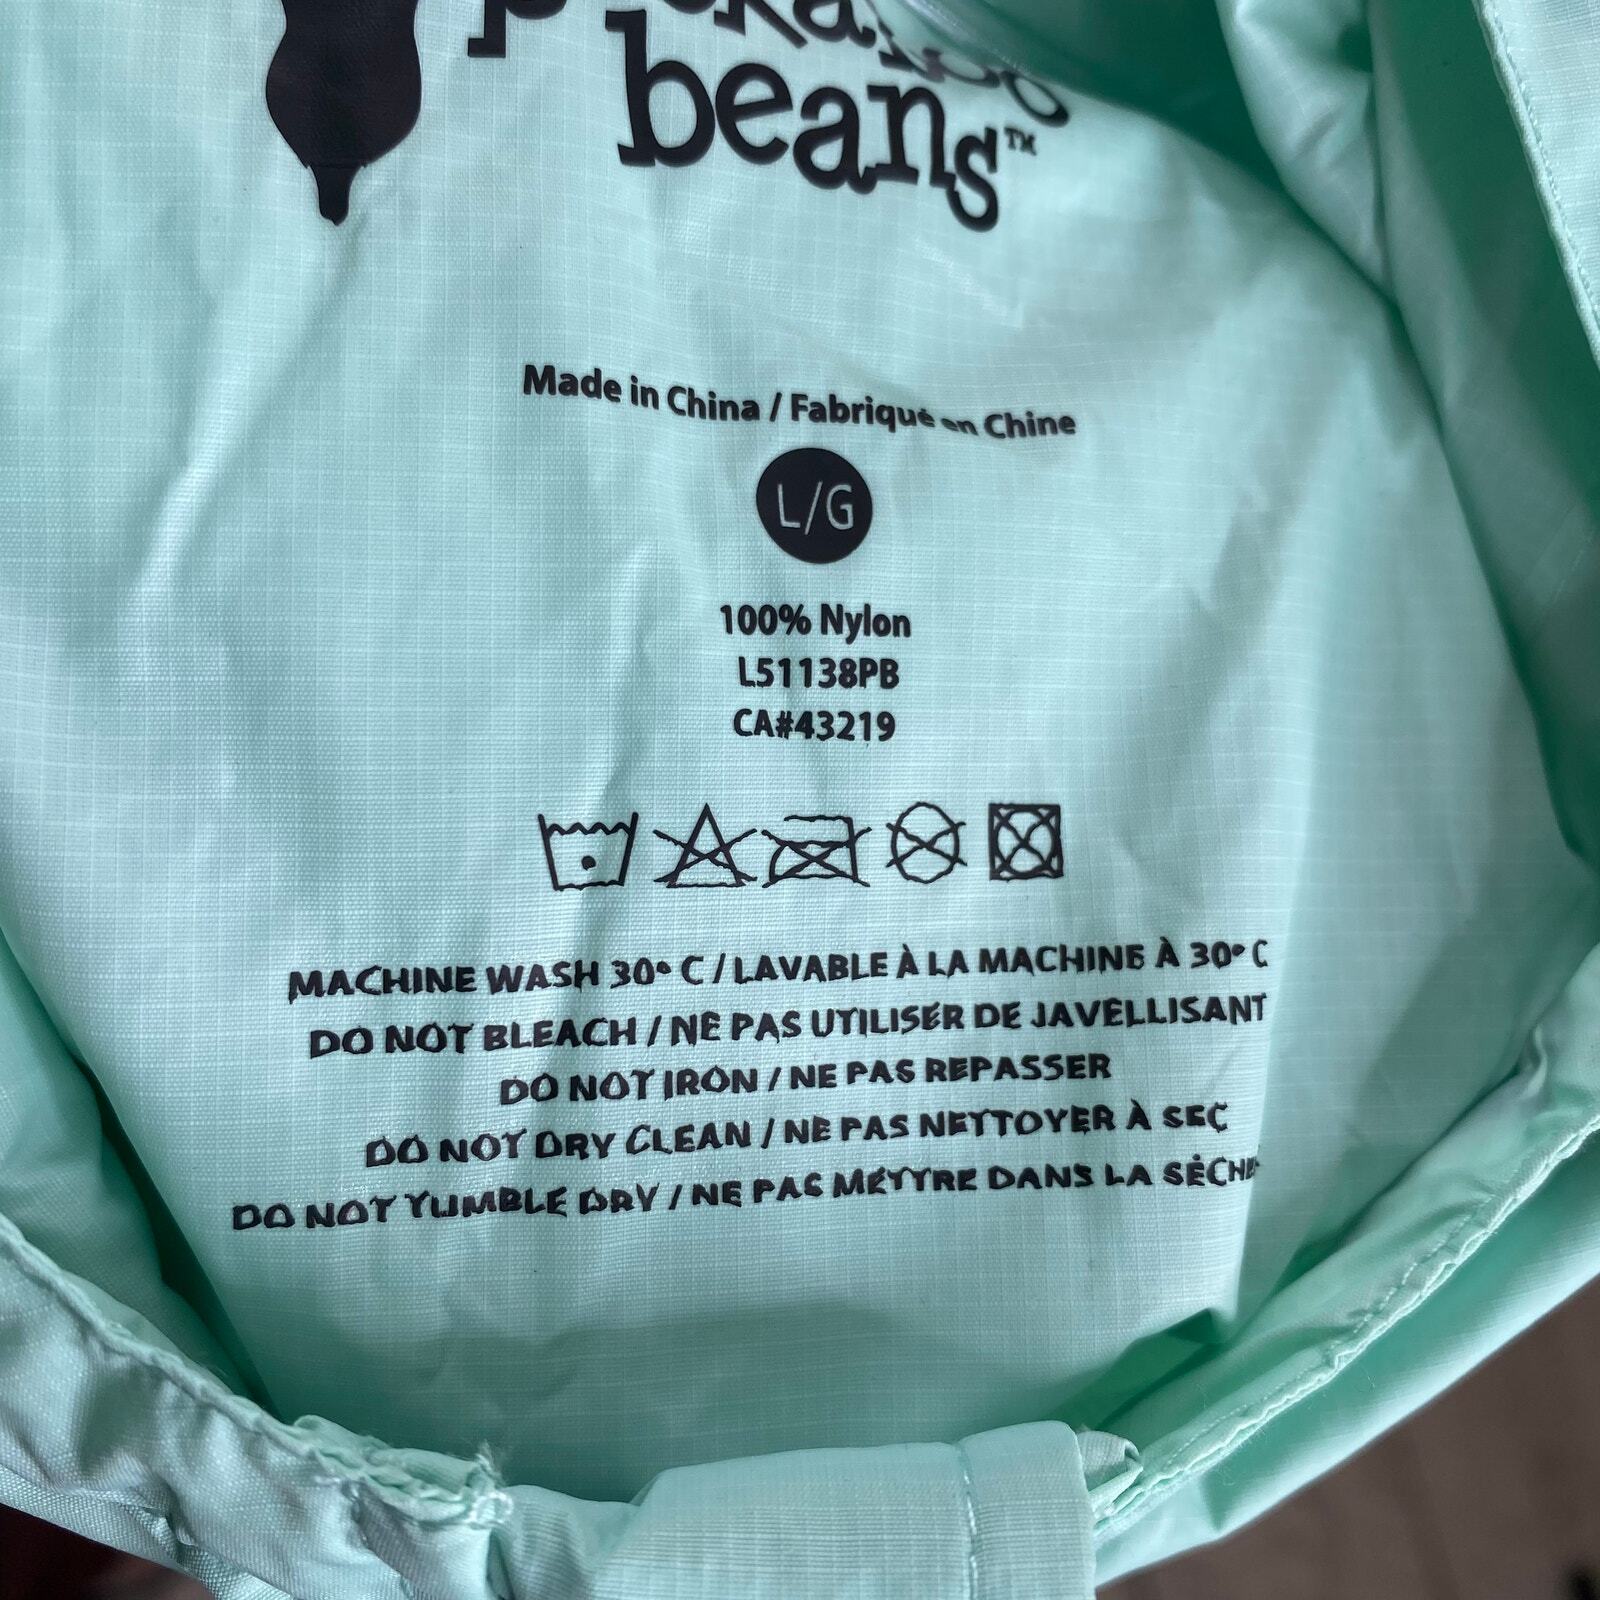 beans™
Made in China / Fabriqué en Chine
L/G
100% Nylon
L51138PB
CA#43219
MACHINE WASH 30° C / LAVABLE À LA MACHINE À 30° C
DO NOT BLEACH / NE PAS UTILISER DE JAVELLISANT
DO NOT IRON / NE PAS REPASSER
DO NOT DRY CLEAN / NE PAS NETTOYER À SEC
DO NOT TUMBLE DRY / NE PAS METTRE DANS LA